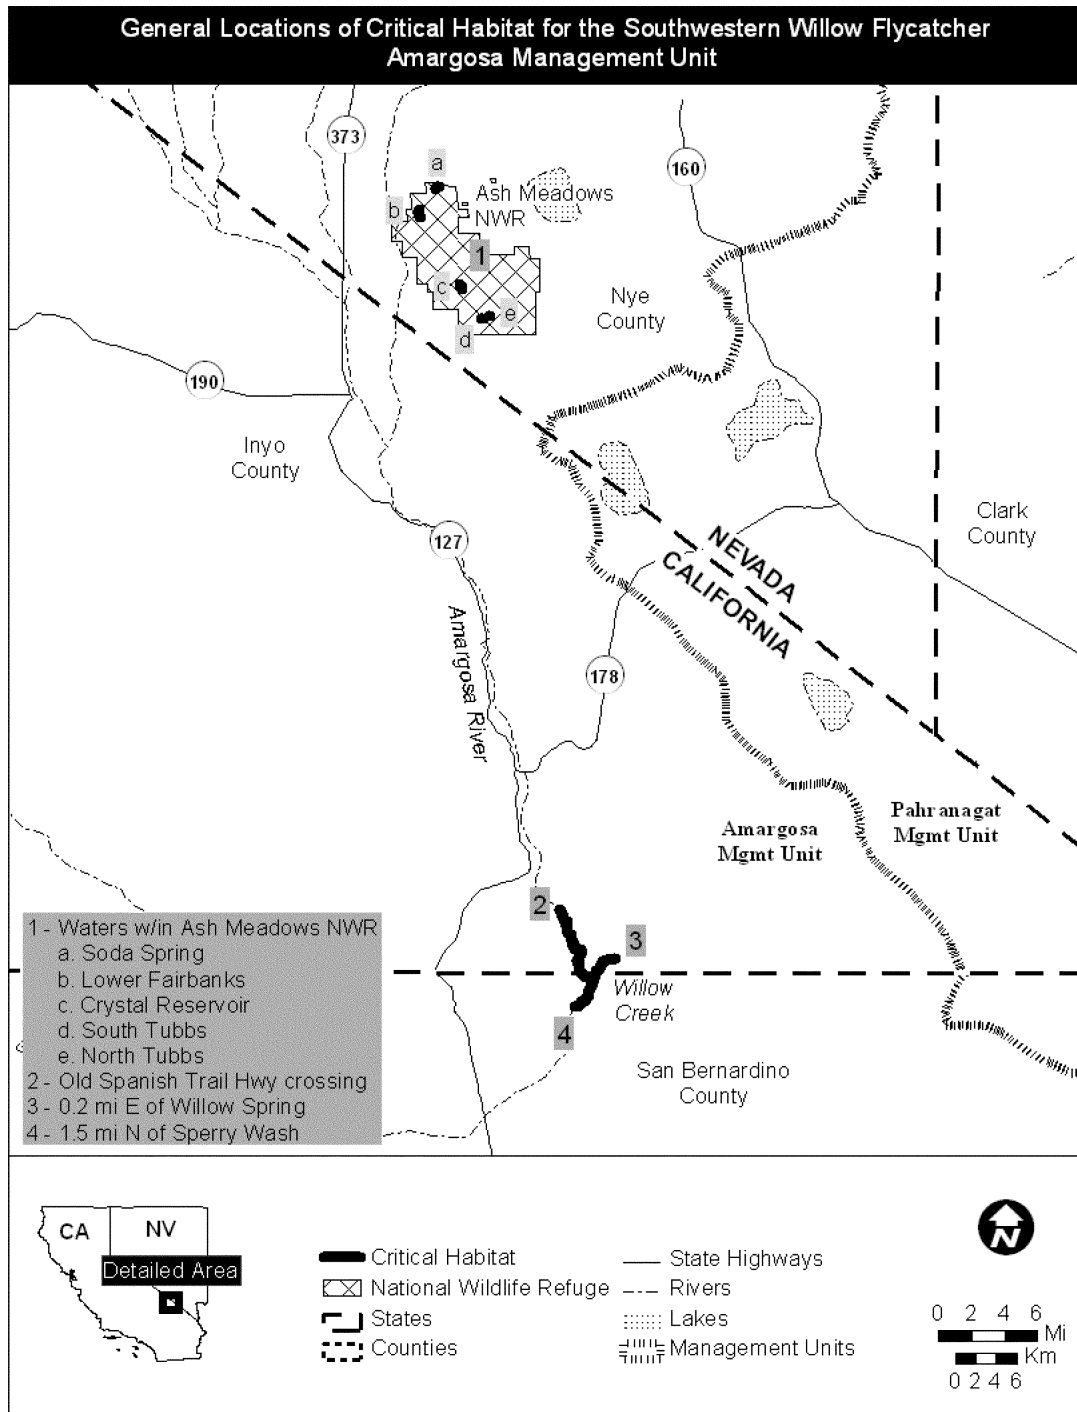 General Locations of Critical Habitat for the Southwestern Willow Flycatcher
Amargosa Management Unit
373
160
a
Ash Meadows
NWR
b
1
c
e
d
Nye
County
190
Inyo
County
127
Clark
County
NEVADA
CALIFORNIA
Amargosa River
178
Pahranagat
Mgmt Unit
Amargosa
Mgmt Unit
2
3
Willow
Creek
4
San Bernardino
County
1 - Waters w/in Ash Meadows NWR
a. Soda Spring
b. Lower Fairbanks
c. Crystal Reservoir
d. South Tubbs
e. North Tubbs
2 - Old Spanish Trail Hwy crossing
3 - 0.2 mi E of Willow Spring
4 - 1.5 mi N of Sperry Wash
CA
NV
Detailed Area
Critical Habitat
National Wildlife Refuge
States
Counties
State Highways
Rivers
Lakes
Management Units
N
0 2 4 6
Mi
Km
0 2 4 6